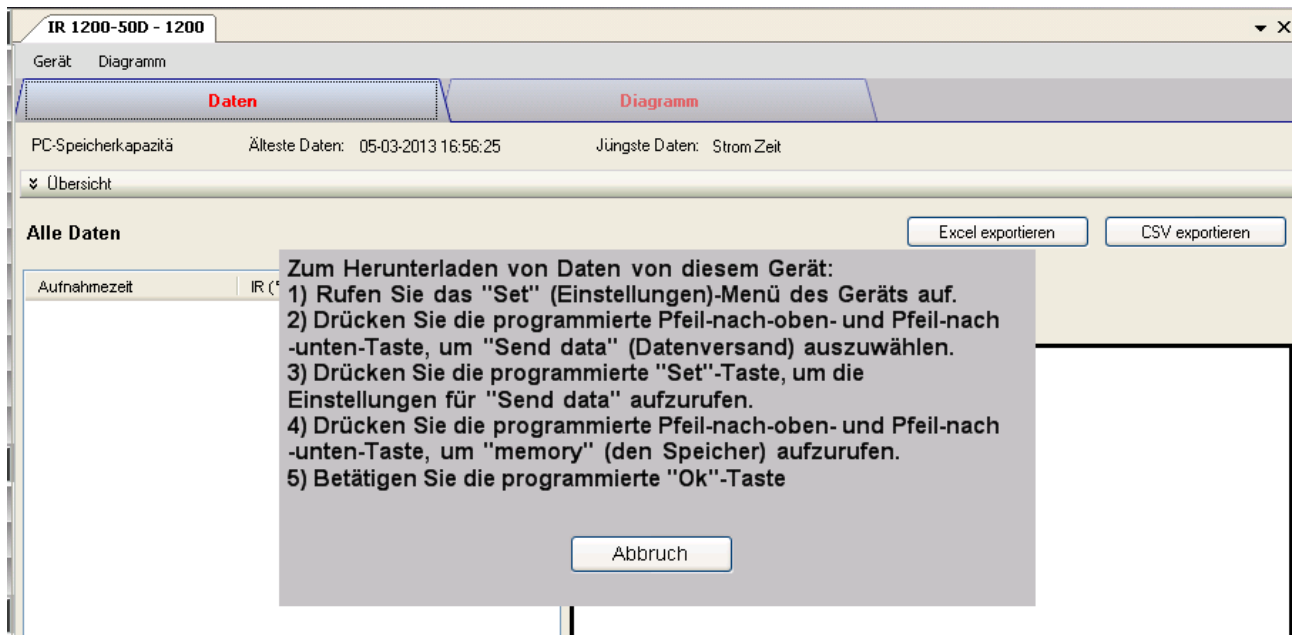 IR 1200-50D - 1200
Gerät Diagramm
Daten Diagramm
PC-Speicherkapazitä Älteste Daten: 05-03-2013 16:56:25 Jüngste Daten: Strom Zeit
Übersicht
Alle Daten Excel exportieren CSV exportieren
Aufnahmezeit IR (°
Zum Herunterladen von Daten von diesem Gerät:
1) Rufen Sie das "Set" (Einstellungen)-Menü des Geräts auf.
2) Drücken Sie die programmierte Pfeil-nach-oben- und Pfeil-nach
-unten-Taste, um "Send data" (Datenversand) auszuwählen.
3) Drücken Sie die programmierte "Set"-Taste, um die
Einstellungen für "Send data" aufzurufen.
4) Drücken Sie die programmierte Pfeil-nach-oben- und Pfeil-nach
-unten-Taste, um "memory" (den Speicher) aufzurufen.
5) Betätigen Sie die programmierte "Ok"-Taste
Abbruch